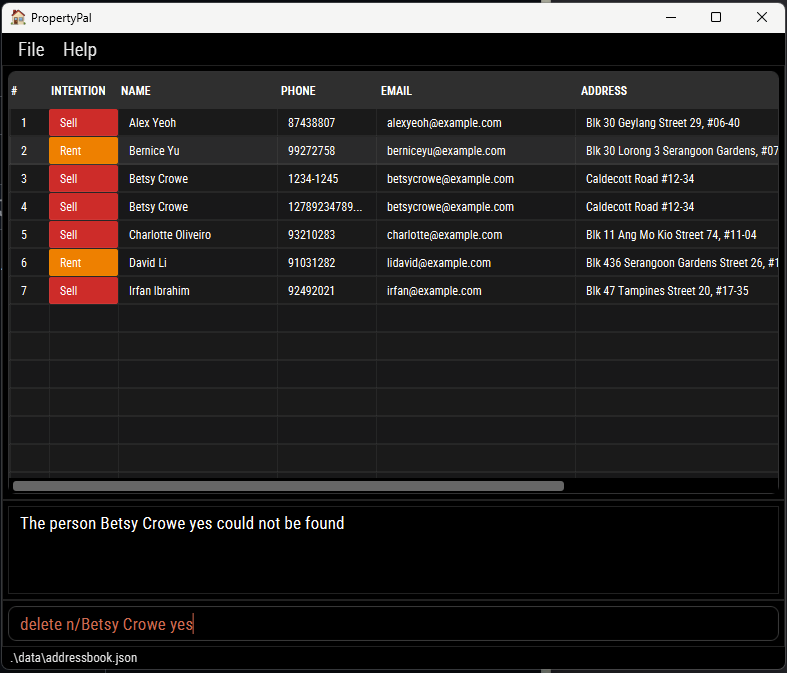 PropertyPal
File Help
# INTENTION NAME PHONE EMAIL ADDRESS
1 Sell Alex Yeoh 87438807 alexyeoh@example.com Blk 30 Geylang Street 29, #06-40
2 Rent Bernice Yu 99272758 berniceyu@example.com Blk 30 Lorong 3 Serangoon Gardens, #07
3 Sell Betsy Crowe 1234-1245 betsycrowe@example.com Caldecott Road #12-34
4 Sell Betsy Crowe 12789234789... betsycrowe@example.com Caldecott Road #12-34
5 Sell Charlotte Oliveiro 93210283 charlotte@example.com Blk 11 Ang Mo Kio Street 74, #11-04
6 Rent David Li 91031282 lidavid@example.com Blk 436 Serangoon Gardens Street 26, #1
7 Sell Irfan Ibrahim 92492021 irfan@example.com Blk 47 Tampines Street 20, #17-35
The person Betsy Crowe yes could not be found
delete n/Betsy Crowe yes
.\data\addressbook.json